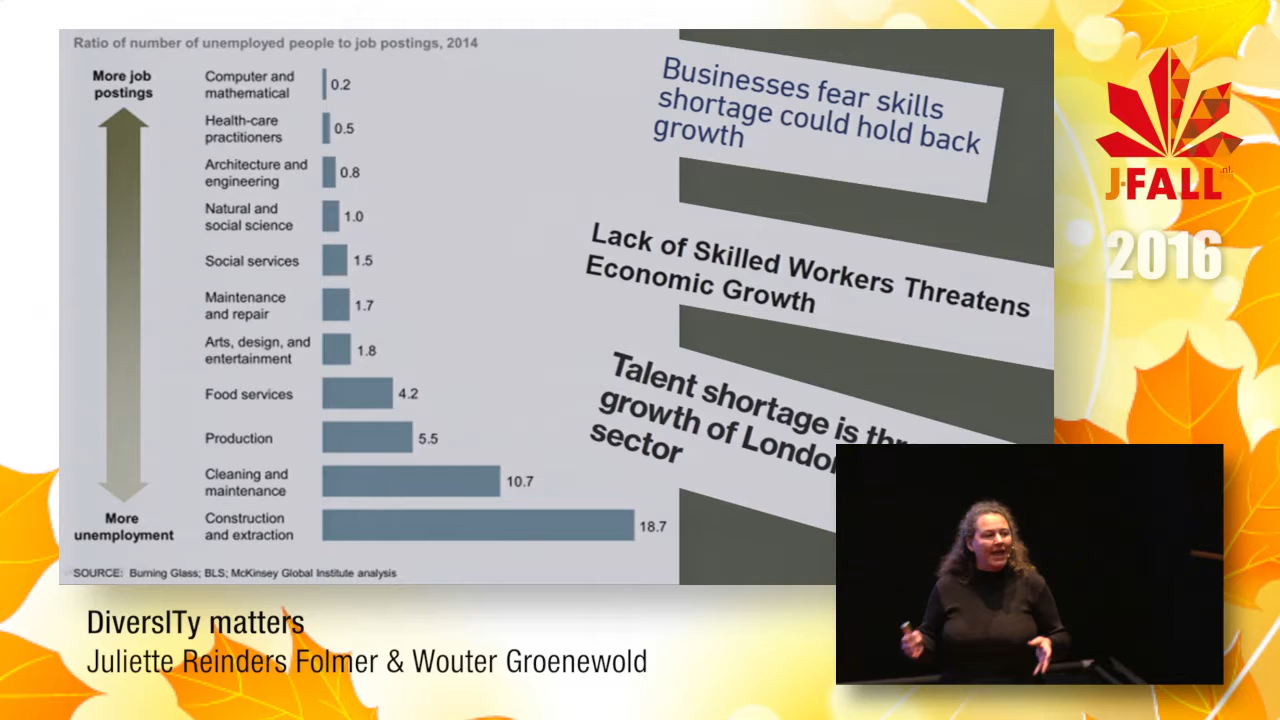 Ratio of number of unemployed people to job postings, 2014
More job
postings
Computer and
mathematical
0.2
Health-care
practitioners
0.5
Architecture and
engineering
0.8
Natural and
social science
1.0
Social services
1.5
Maintenance
and repair
1.7
Arts, design, and
entertainment
1.8
Food services
4.2
Production
5.5
Cleaning and
maintenance
10.7
Construction
and extraction
18.7
More
unemployment
SOURCE: Burning Glass; BLS; McKinsey Global Institute analysis
Businesses fear skills
shortage could hold back
growth
Lack of Skilled Workers Threatens
Economic Growth
Talent shortage is
growth of
sector
J-FALL
.nl
2016
DiversITy matters
Juliette Reinders Folmer & Wouter Groenewold